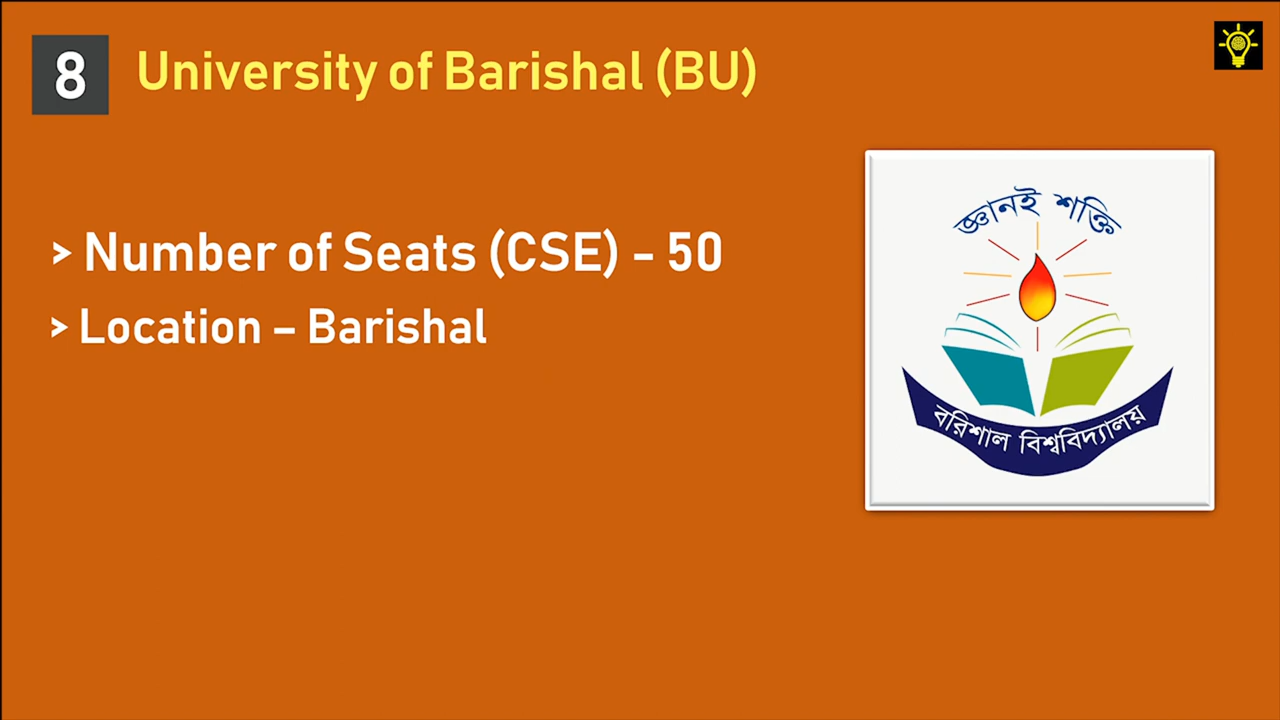 8 University of Barishal (BU)
> Number of Seats (CSE) - 50
> Location – Barishal
জ্ঞানই শক্তি
বরিশাল বিশ্ববিদ্যালয়